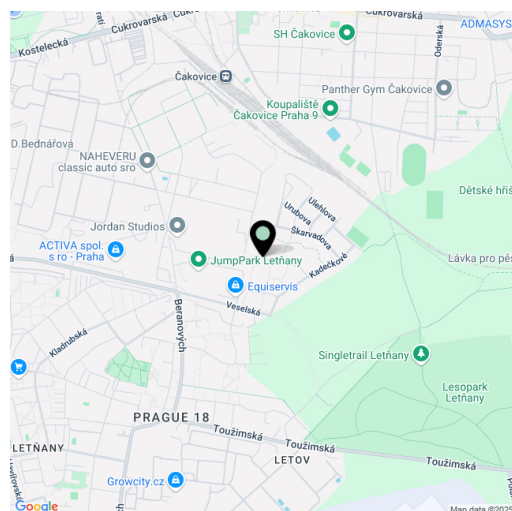 Cukrovarská
ADMASYS
Kostelecká
Cukrovarská
SH Čakovice
Oderská
Čakovice
Panther Gym Čakovice
Koupaliště
Čakovice Praha 9
D.Bednářová
NAHEVERU
classic auto sro
Dětské hřiš
Ulehlova
Urubova
Jordan Studios
Škarvadova
ACTIVA spol.
s ro - Praha
JumpPark Letňany
Kadečkové
Lávka pro pěs
Equiservis
Veselská
Beranových
Kladrubská
Singletrail Letňany
Lesopark
Letňany
PRAGUE 18
Toužimská
Toužimská
LETŇANY
LETOV
Toužimská
Growcity.cz
Google
Map data ©2025